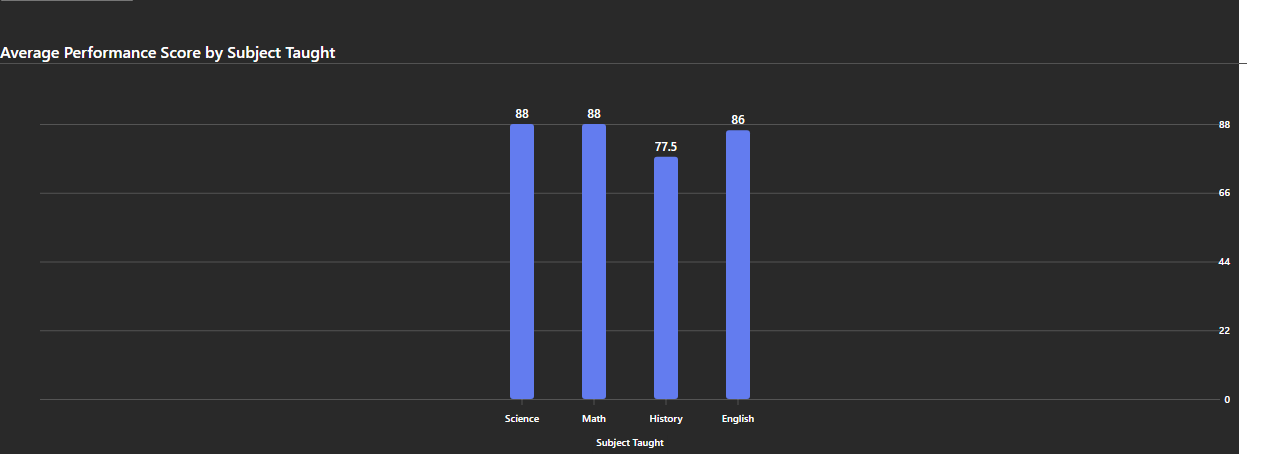 Average Performance Score by Subject Taught
88 88
86
77.5
88
66
44
22
0
Science Math History English
Subject Taught